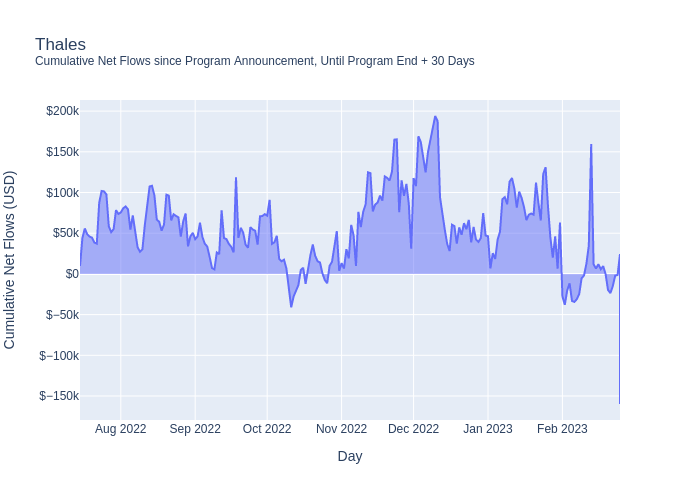 Thales
Cumulative Net Flows since Program Announcement, Until Program End + 30 Days
Cumulative Net Flows (USD)
$200k
$150k
$100k
$50k
$0
$−50k
$−100k
$−150k
Aug 2022
Sep 2022
Oct 2022
Nov 2022
Dec 2022
Jan 2023
Feb 2023
Day